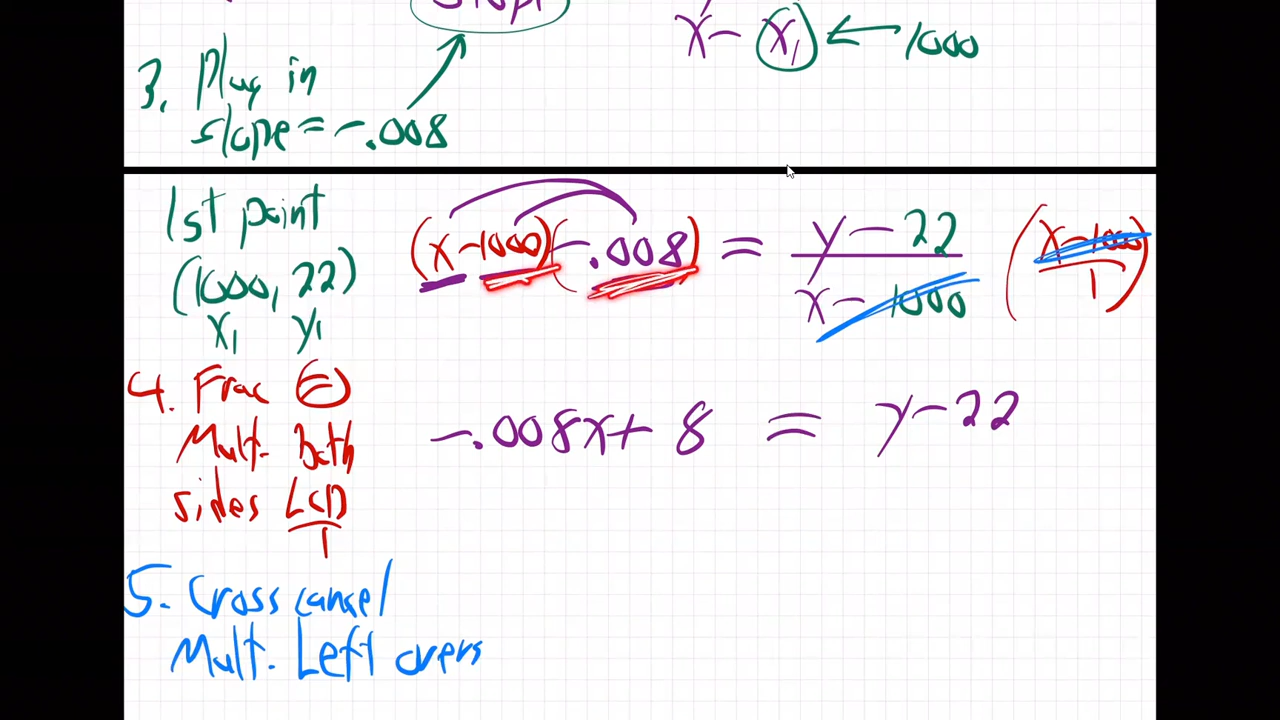 slope
x - x₁ ← 1000
3. Plug in
slope = -.008
1st point
(1000, 22)
x₁ y₁
(x - 1000)(-.008) = y - 22 / x - 1000 (x - 1000 / 1)
4. Frac =
Mult. Both
sides LCD
1
-.008x + 8 = y - 22
5. Cross cancel
Mult. Left overs